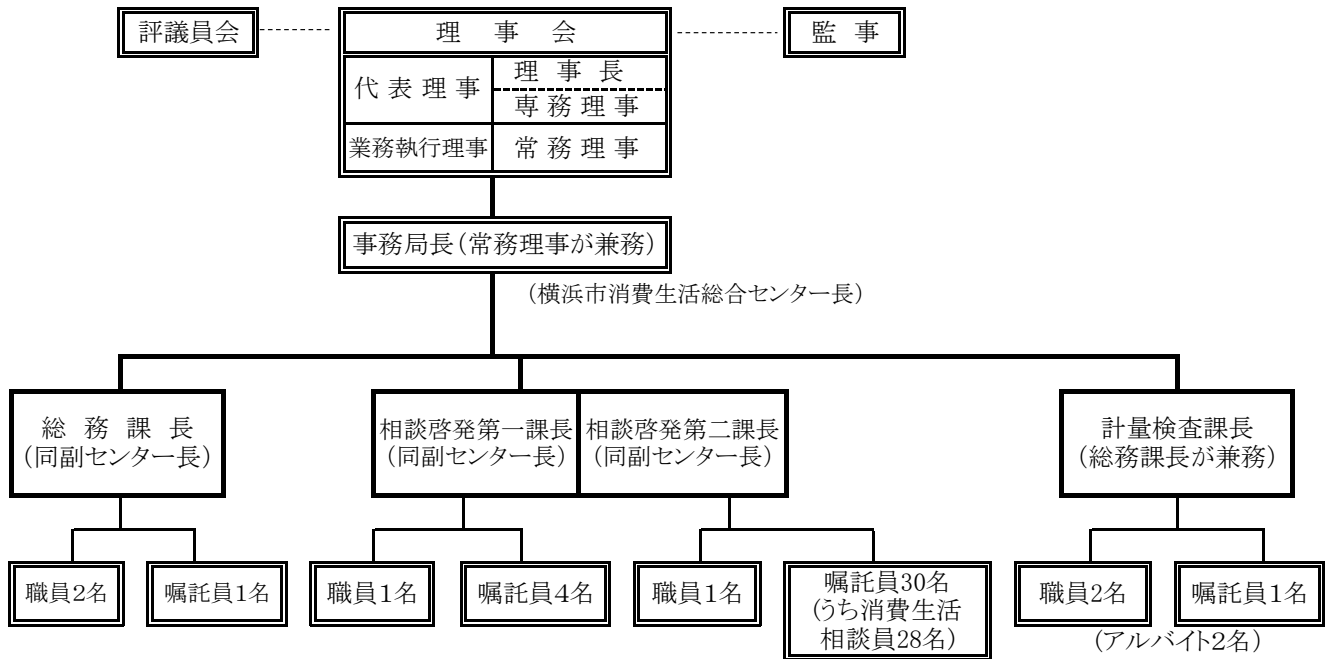 評議員会
理　事　会
監　事
代 表 理 事
理　事　長
専 務 理 事
業務執行理事
常 務 理 事
事務局長（常務理事が兼務）
（横浜市消費生活総合センター長）
総　務　課　長
（同副センター長）
相談啓発第一課長
（同副センター長）
相談啓発第二課長
（同副センター長）
計量検査課長
（総務課長が兼務）
職員２名
嘱託員１名
職員１名
嘱託員４名
職員１名
嘱託員30名
（うち消費生活
相談員28名）
職員２名
嘱託員１名
（アルバイト２名）